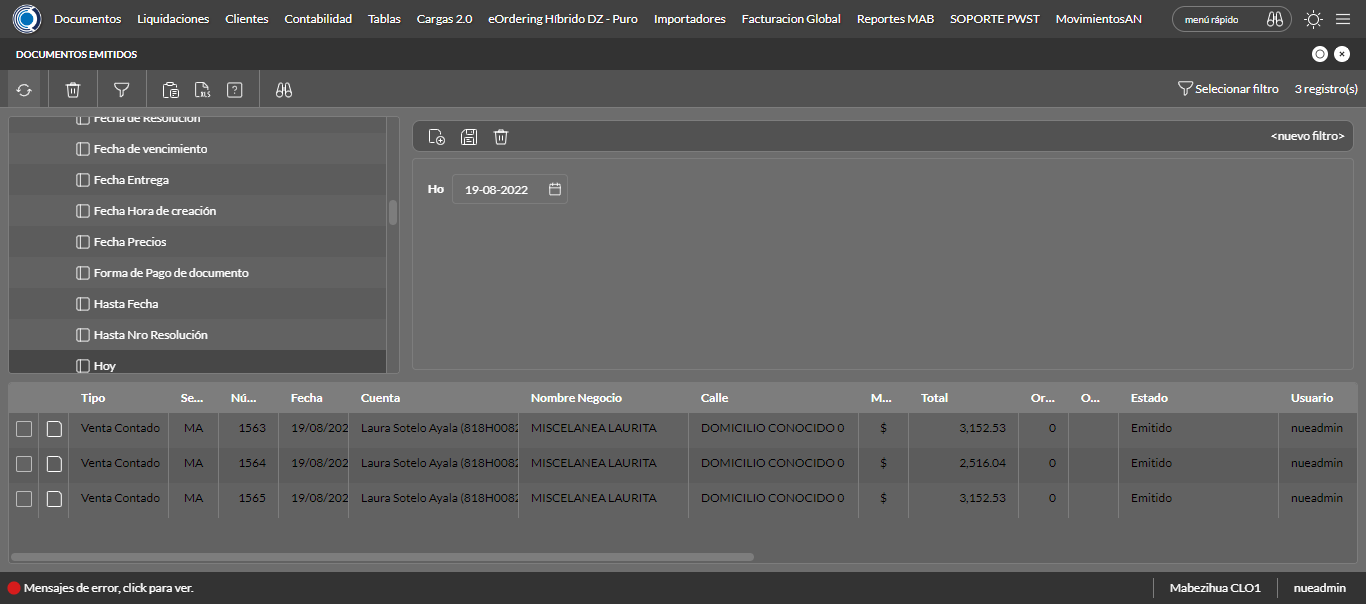 Documentos Liquidaciones Clientes Contabilidad Tablas Cargas 2.0 eOrdering Híbrido DZ - Puro Importadores Facturacion Global Reportes MAB SOPORTE PWST MovimientosAN menú rápido
DOCUMENTOS EMITIDOS
XLS ? Selecionar filtro 3 registro(s)
Fecha de Resolución
Fecha de vencimiento
Fecha Entrega
Fecha Hora de creación
Fecha Precios
Forma de Pago de documento
Hasta Fecha
Hasta Nro Resolución
Hoy
<nuevo filtro>
Ho 19-08-2022
Tipo Se... Nú... Fecha Cuenta Nombre Negocio Calle M... Total Or... O... Estado Usuario
Venta Contado MA 1563 19/08/202 Laura Sotelo Ayala (818H0082 MISCELANEA LAURITA DOMICILIO CONOCIDO 0 $ 3,152.53 0 Emitido nueadmin
Venta Contado MA 1564 19/08/202 Laura Sotelo Ayala (818H0082 MISCELANEA LAURITA DOMICILIO CONOCIDO 0 $ 2,516.04 0 Emitido nueadmin
Venta Contado MA 1565 19/08/202 Laura Sotelo Ayala (818H0082 MISCELANEA LAURITA DOMICILIO CONOCIDO 0 $ 3,152.53 0 Emitido nueadmin
Mensajes de error, click para ver. Mabezihua CLO1 nueadmin